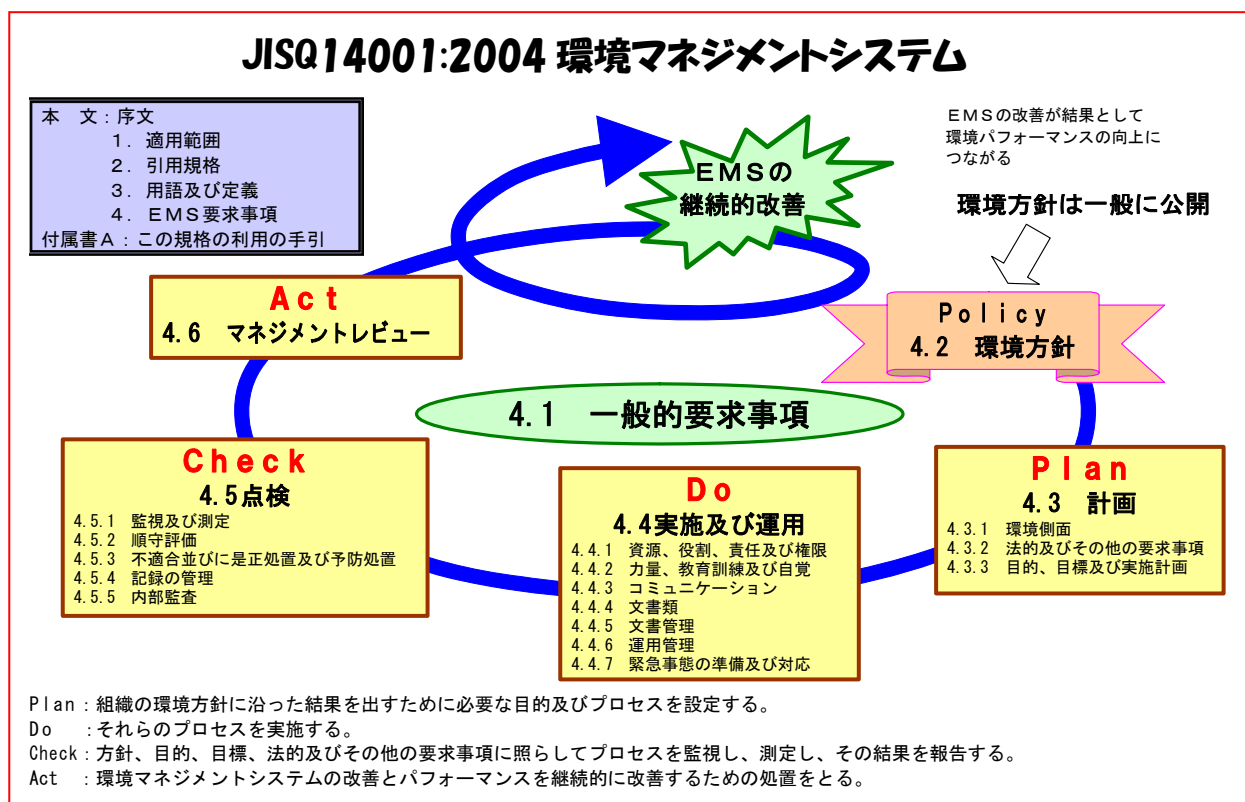 JISQ14001:2004 環境マネジメントシステム
本　文：序文
１．適用範囲
２．引用規格
３．用語及び定義
４．ＥＭＳ要求事項
付属書Ａ：この規格の利用の手引
ＥＭＳの
継続的改善
ＥＭＳの改善が結果として
環境パフォーマンスの向上に
つながる
環境方針は一般に公開
Act
4.6　マネジメントレビュー
Policy
4.2　環境方針
4.1　一般的要求事項
Check
4.5点検
4.5.1　監視及び測定
4.5.2　順守評価
4.5.3　不適合並びに是正処置及び予防処置
4.5.4　記録の管理
4.5.5　内部監査
Do
4.4実施及び運用
4.4.1　資源、役割、責任及び権限
4.4.2　力量、教育訓練及び自覚
4.4.3　コミュニケーション
4.4.4　文書類
4.4.5　文書管理
4.4.6　運用管理
4.4.7　緊急事態の準備及び対応
Plan
4.3　計画
4.3.1　環境側面
4.3.2　法的及びその他の要求事項
4.3.3　目的、目標及び実施計画
Plan：組織の環境方針に沿った結果を出すために必要な目的及びプロセスを設定する。
Do　：それらのプロセスを実施する。
Check：方針、目的、目標、法的及びその他の要求事項に照らしてプロセスを監視し、測定し、その結果を報告する。
Act　：環境マネジメントシステムの改善とパフォーマンスを継続的に改善するための処置をとる。